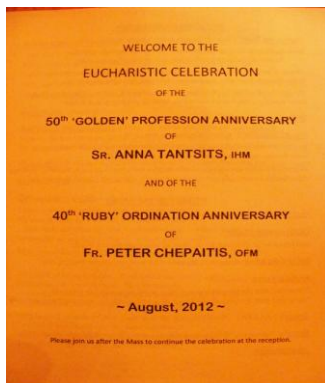 WELCOME TO THE
EUCHARISTIC CELEBRATION
OF THE
50th 'GOLDEN' PROFESSION ANNIVERSARY
OF
SR. ANNA TANTSITS, IHM
AND OF THE
40th 'RUBY' ORDINATION ANNIVERSARY
OF
FR. PETER CHEPAITIS, OFM
~ August, 2012 ~
Please join us after the Mass to continue the celebration at the reception.